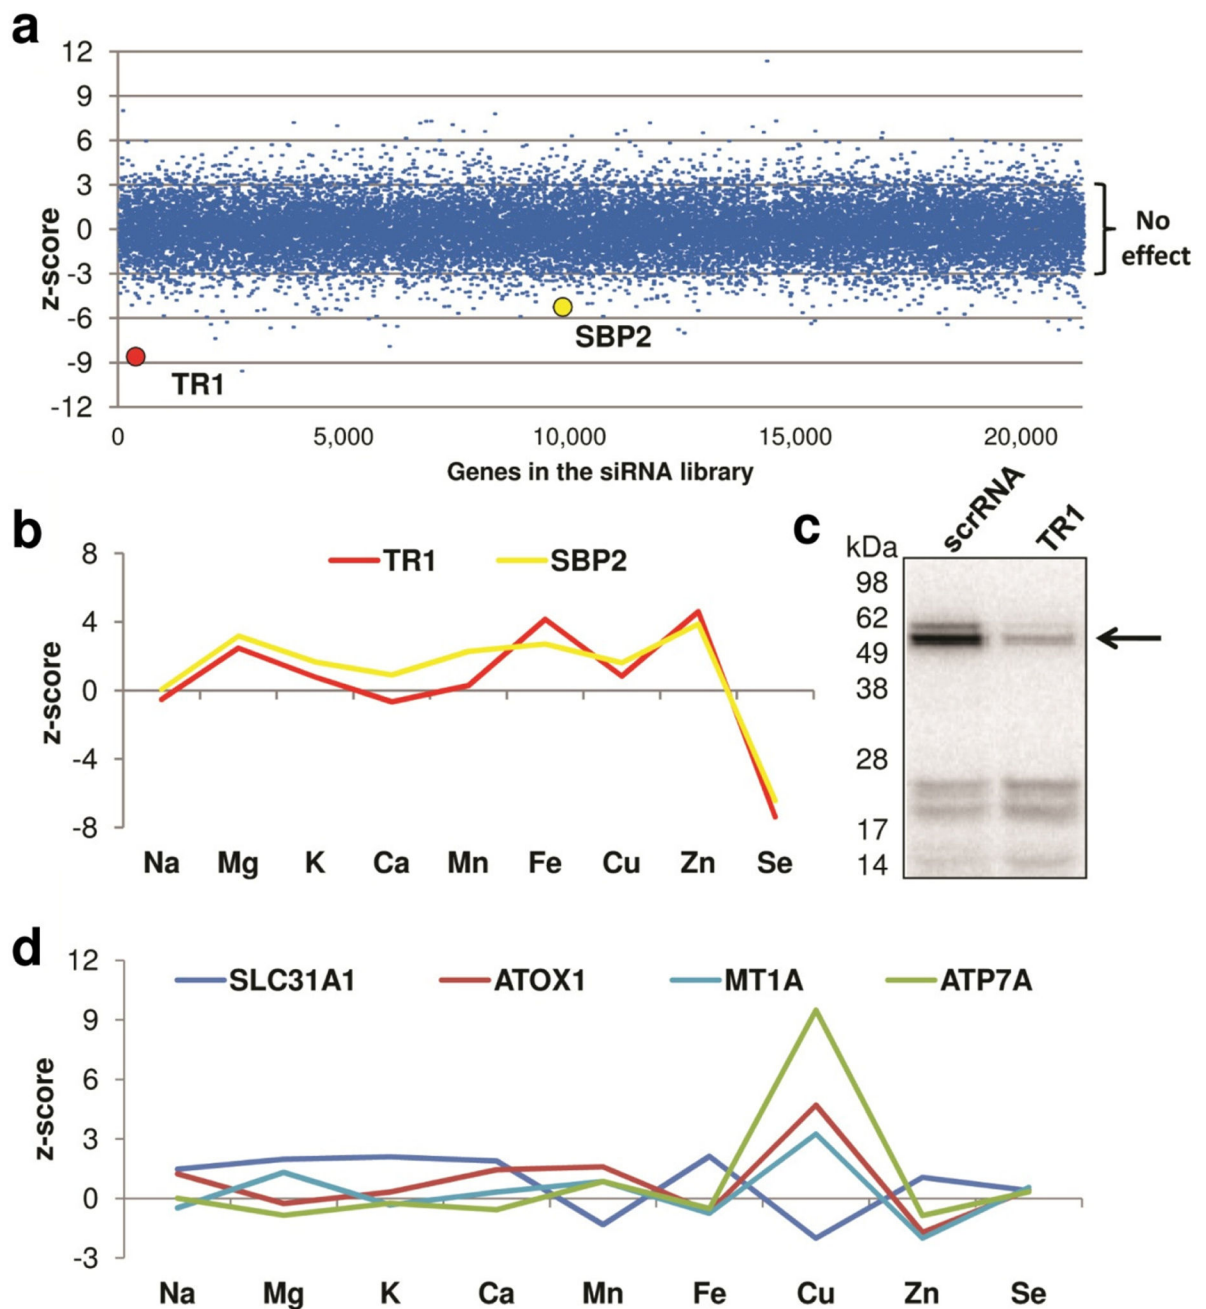 a
12
9
6
3
0
-3
-6
-9
-12
z-score
No
effect
SBP2
TR1
0 5,000 10,000 15,000 20,000
Genes in the siRNA library
b
TR1 SBP2
8
4
0
-4
-8
z-score
Na Mg K Ca Mn Fe Cu Zn Se
c
scrRNA TR1
kDa
98
62
49
38
28
17
14
d
SLC31A1 ATOX1 MT1A ATP7A
12
9
6
3
0
-3
z-score
Na Mg K Ca Mn Fe Cu Zn Se